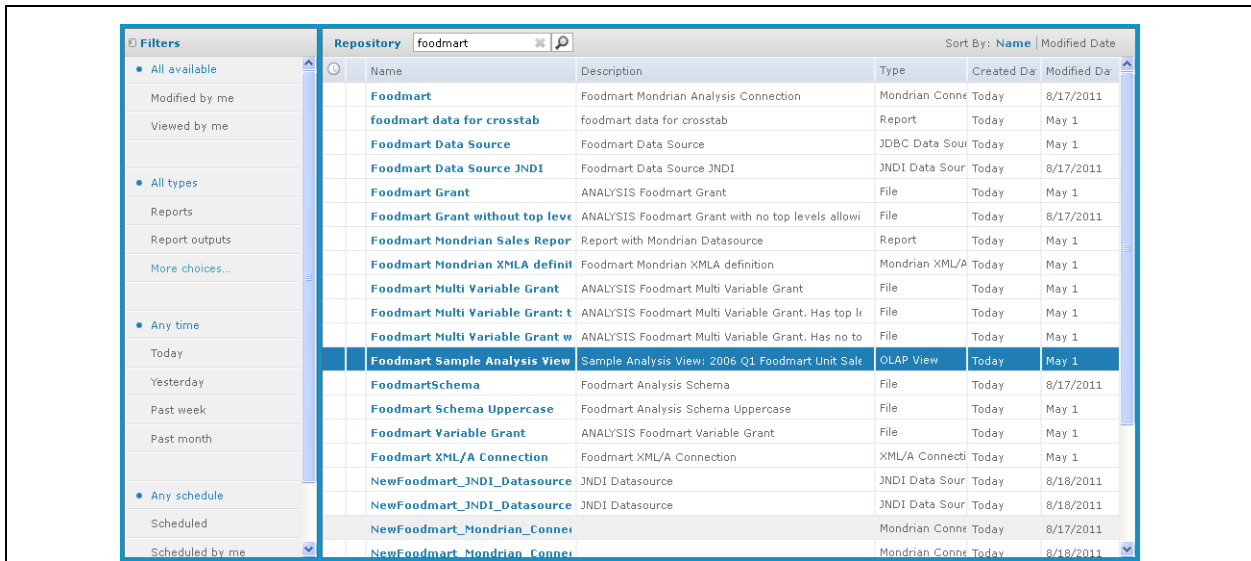 Filters
All available
Modified by me
Viewed by me
All types
Reports
Report outputs
More choices...
Any time
Today
Yesterday
Past week
Past month
Any schedule
Scheduled
Scheduled by me
Repository foodmart Sort By: Name | Modified Date
Name Description Type Created Da Modified Da
Foodmart Foodmart Mondrian Analysis Connection Mondrian Conne Today 8/17/2011
foodmart data for crosstab foodmart data for crosstab Report Today May 1
Foodmart Data Source Foodmart Data Source JDBC Data Sour Today May 1
Foodmart Data Source JNDI Foodmart Data Source JNDI JNDI Data Sour Today 8/17/2011
Foodmart Grant ANALYSIS Foodmart Grant File Today May 1
Foodmart Grant without top leve ANALYSIS Foodmart Grant with no top levels allowi File Today 8/17/2011
Foodmart Mondrian Sales Repor Report with Mondrian Datasource Report Today May 1
Foodmart Mondrian XMLA definit Foodmart Mondrian XMLA definition Mondrian XML/A Today May 1
Foodmart Multi Variable Grant ANALYSIS Foodmart Multi Variable Grant File Today May 1
Foodmart Multi Variable Grant: t ANALYSIS Foodmart Multi Variable Grant. Has top le File Today May 1
Foodmart Multi Variable Grant w ANALYSIS Foodmart Multi Variable Grant. Has no to File Today May 1
Foodmart Sample Analysis View Sample Analysis View: 2006 Q1 Foodmart Unit Sale OLAP View Today May 1
FoodmartSchema Foodmart Analysis Schema File Today 8/17/2011
Foodmart Schema Uppercase Foodmart Analysis Schema Uppercase File Today May 1
Foodmart Variable Grant ANALYSIS Foodmart Variable Grant File Today May 1
Foodmart XML/A Connection Foodmart XML/A Connection XML/A Connecti Today May 1
NewFoodmart_JNDI_Datasource JNDI Datasource JNDI Data Sour Today 8/18/2011
NewFoodmart_JNDI_Datasource JNDI Datasource JNDI Data Sour Today 8/18/2011
NewFoodmart_Mondrian_Connec Mondrian Conne Today 8/17/2011
NewFoodmart_Mondrian_Connec Mondrian Conne Today 8/18/2011